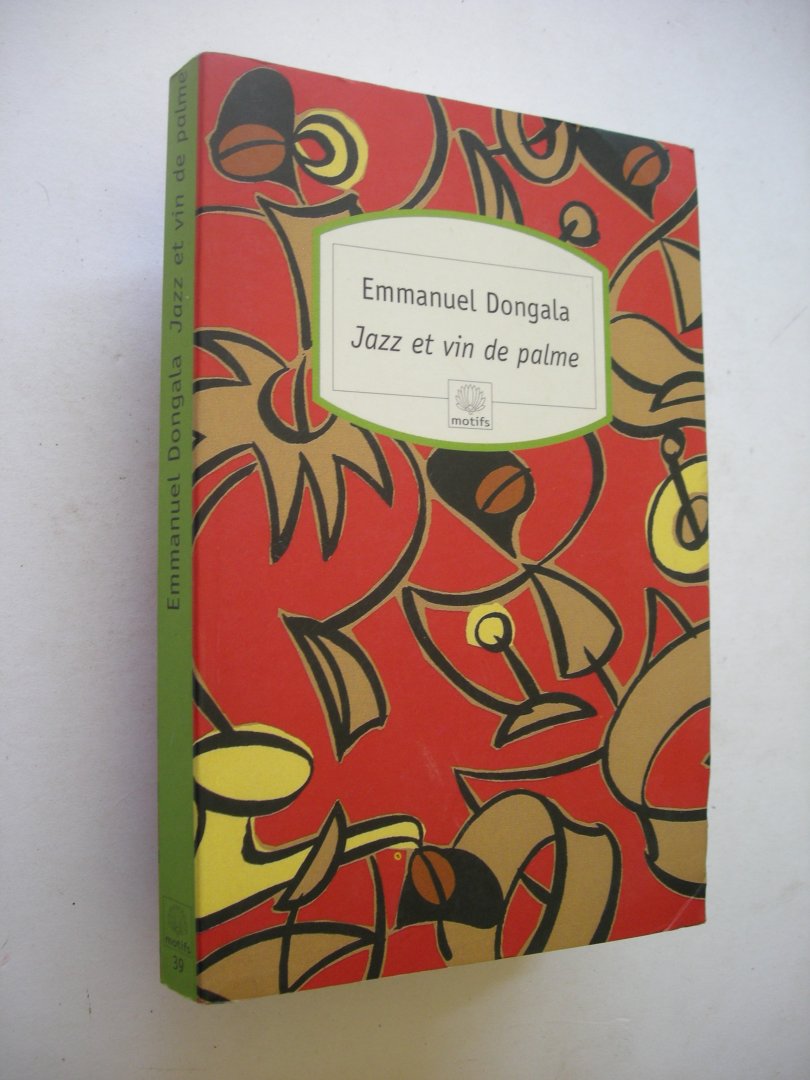 Emmanuel Dongala
Jazz et vin de palme
motifs
Emmanuel Dongala Jazz et vin de palme
motifs
39